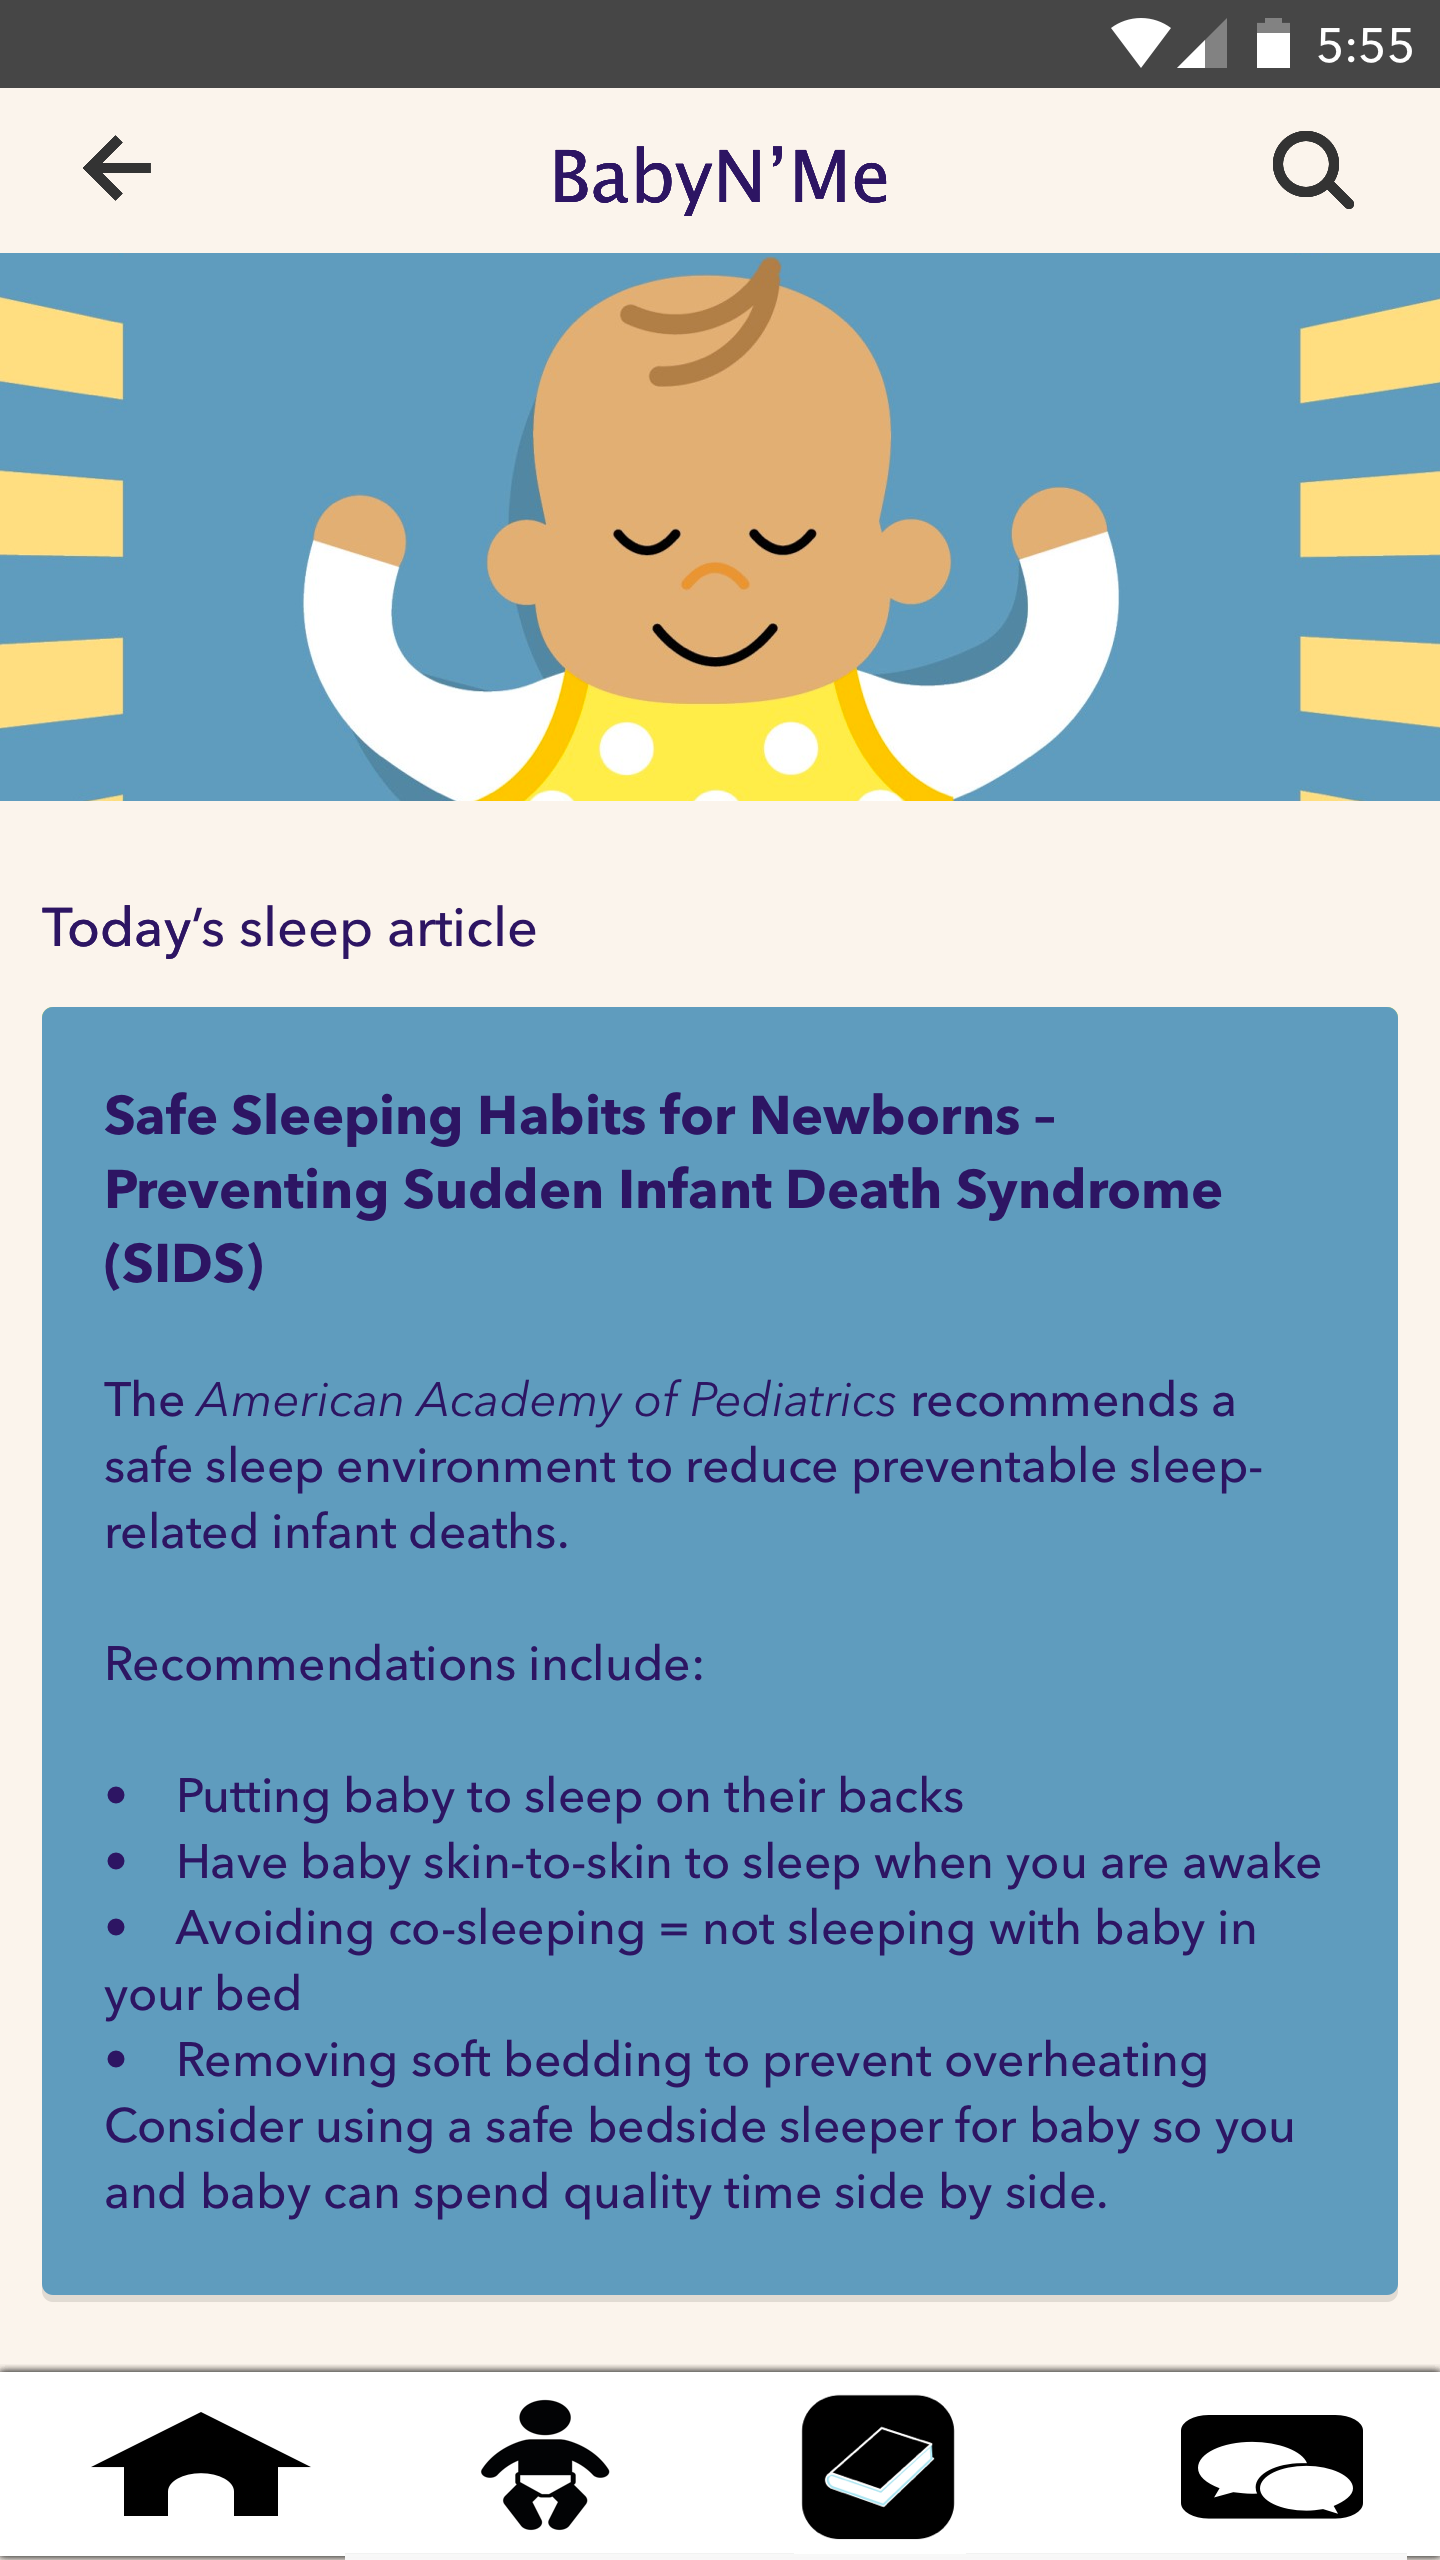 5:55
BabyN’Me
Today’s sleep article
Safe Sleeping Habits for Newborns –
Preventing Sudden Infant Death Syndrome
(SIDS)
The American Academy of Pediatrics recommends a
safe sleep environment to reduce preventable sleep-
related infant deaths.
Recommendations include:
• Putting baby to sleep on their backs
• Have baby skin-to-skin to sleep when you are awake
• Avoiding co-sleeping = not sleeping with baby in
your bed
• Removing soft bedding to prevent overheating
Consider using a safe bedside sleeper for baby so you
and baby can spend quality time side by side.